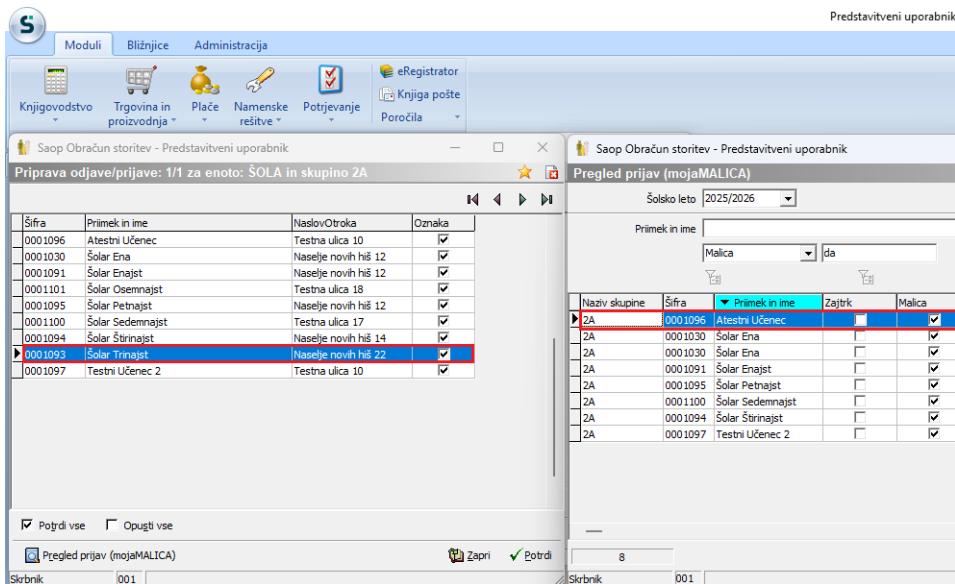 Predstavitveni uporabnik
S
Moduli Bližnjice Administracija
Knjigovodstvo
Trgovina in proizvodnja
Plače
Namenske rešitve
Potrjevanje
eRegistrator
Knjiga pošte
Poročila
Saop Obračun storitev - Predstavitveni uporabnik
Priprava odjave/prijave: 1/1 za enoto: ŠOLA in skupino 2A
Šifra Priimek in ime NaslovOtroka Oznaka
0001096 Atestni Učenec Testna ulica 10
0001030 Šolar Ena Naselje novih hiš 12
0001091 Šolar Enajst Naselje novih hiš 12
0001101 Šolar Osemnajst Testna ulica 18
0001095 Šolar Petnajst Naselje novih hiš 12
0001100 Šolar Sedemnajst Testna ulica 17
0001094 Šolar Štirinajst Naselje novih hiš 14
0001093 Šolar Trinajst Naselje novih hiš 22
0001097 Testni Učenec 2 Testna ulica 10
Potrdi vse Opusti vse
Pregled prijav (mojaMALICA) Zapri Potrdi
Skrbnik 001
Saop Obračun storitev - Predstavitveni uporabnik
Pregled prijav (mojaMALICA)
Šolsko leto 2025/2026
Priimek in ime
Malica da
Naziv skupine Šifra Priimek in ime Zajtrk Malica
2A 0001096 Atestni Učenec
2A 0001030 Šolar Ena
2A 0001030 Šolar Ena
2A 0001091 Šolar Enajst
2A 0001095 Šolar Petnajst
2A 0001100 Šolar Sedemnajst
2A 0001094 Šolar Štirinajst
2A 0001097 Testni Učenec 2
8
Skrbnik 001